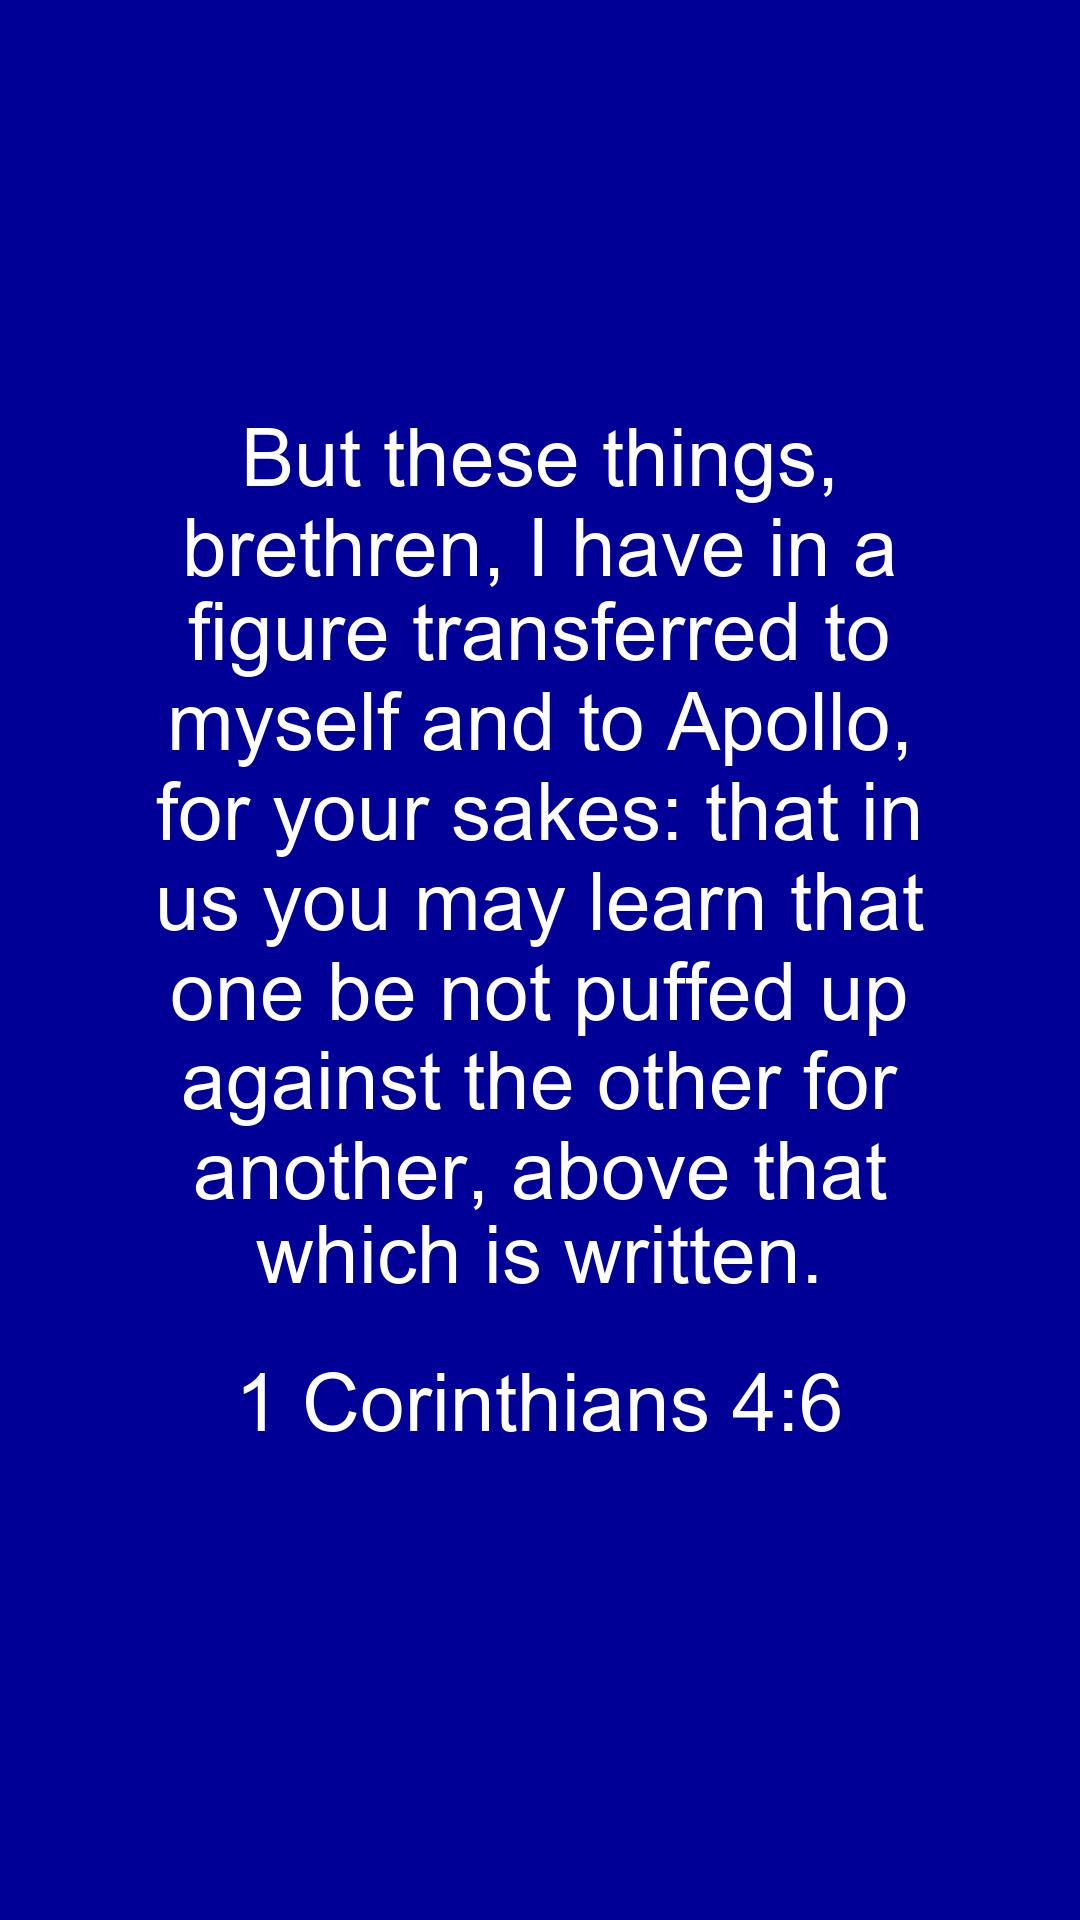 But these things,
brethren, I have in a
figure transferred to
myself and to Apollo,
for your sakes: that in
us you may learn that
one be not puffed up
against the other for
another, above that
which is written.
1 Corinthians 4:6